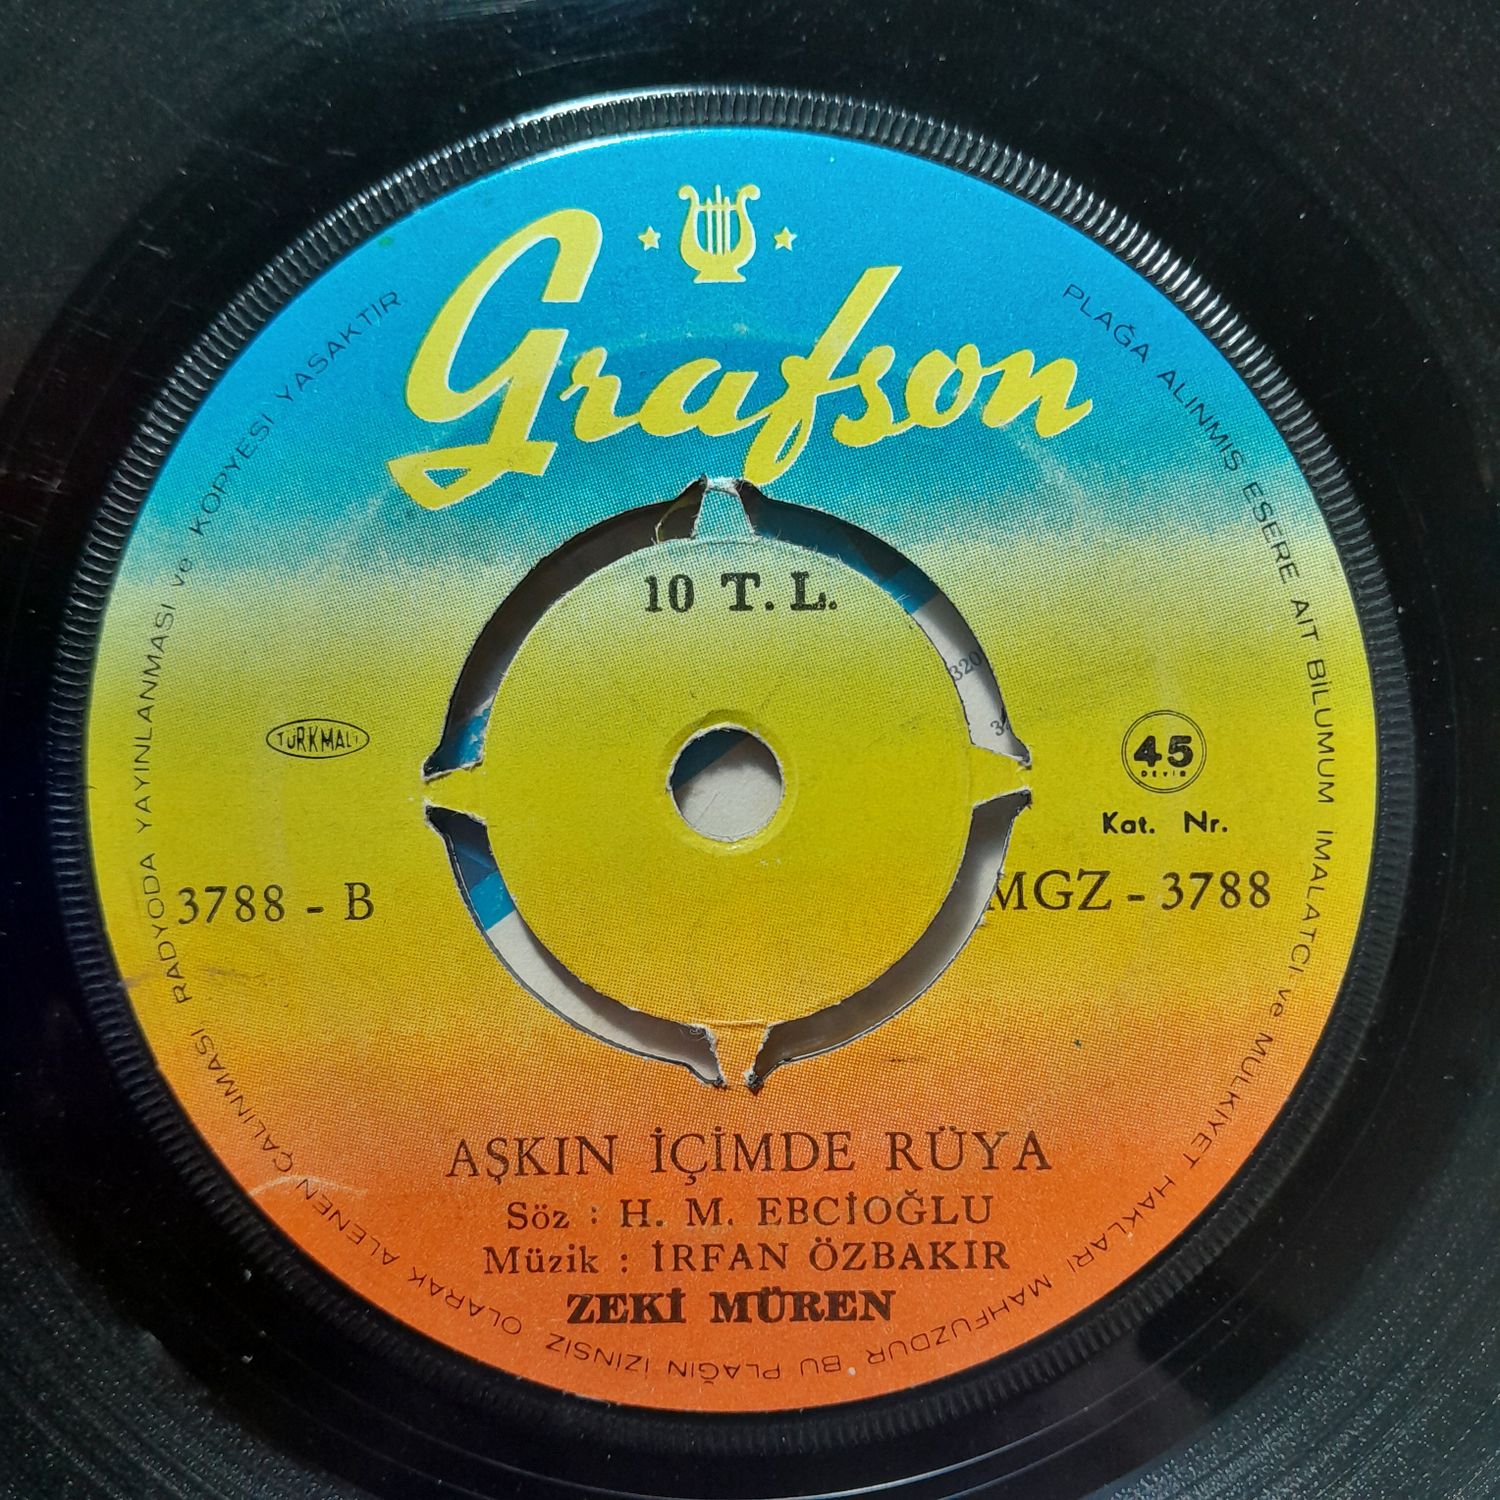 Grafson
10 T.L.
TÜRKMALI
45
DEVİR
Kat. Nr.
3788 - B
MGZ - 3788
AŞKIN İÇİMDE RÜYA
Söz : H. M. EBCİOĞLU
Müzik : İRFAN ÖZBAKIR
ZEKİ MÜREN
PLAĞA ALINMIŞ ESERE AİT BİLUMUM İMALATCI ve MÜLKİYET HAKLARI MAHFUZDUR BU PLAĞIN İZİNSİZ OLARAK ALENEN ÇALINMASI RADYODA YAYINLANMASI ve KOPYESİ YASAKTIR
320